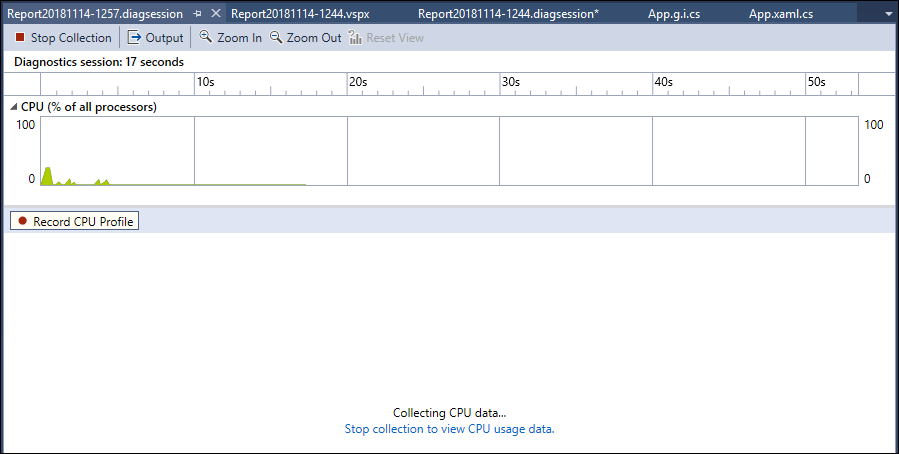 Report20181114-1257.diagsession Report20181114-1244.vspx Report20181114-1244.diagsession* App.g.i.cs App.xaml.cs
Stop Collection Output Zoom In Zoom Out Reset View
Diagnostics session: 17 seconds
10s 20s 30s 40s 50s
CPU (% of all processors)
100 100
0 0
Record CPU Profile
Collecting CPU data...
Stop collection to view CPU usage data.